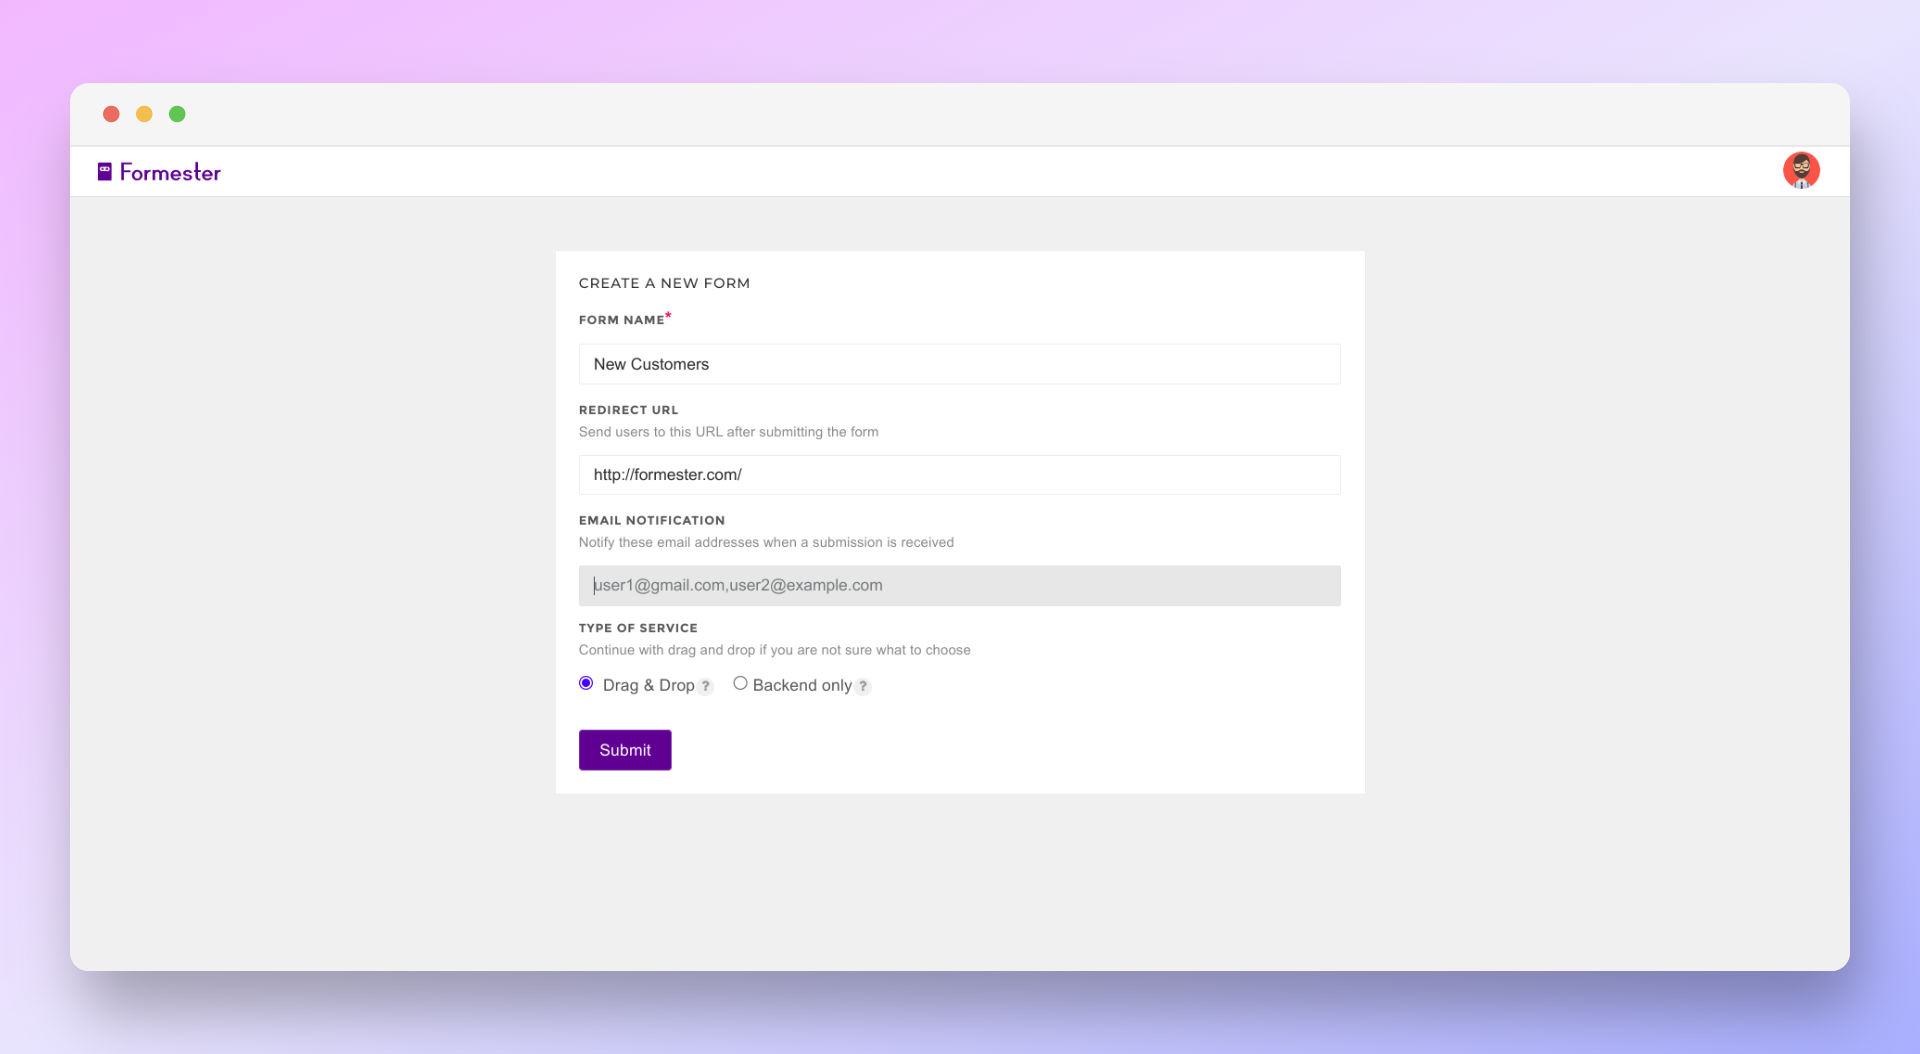 Formester
CREATE A NEW FORM
FORM NAME*
New Customers
REDIRECT URL
Send users to this URL after submitting the form
http://formester.com/
EMAIL NOTIFICATION
Notify these email addresses when a submission is received
user1@gmail.com,user2@example.com
TYPE OF SERVICE
Continue with drag and drop if you are not sure what to choose
Drag & Drop ? Backend only ?
Submit